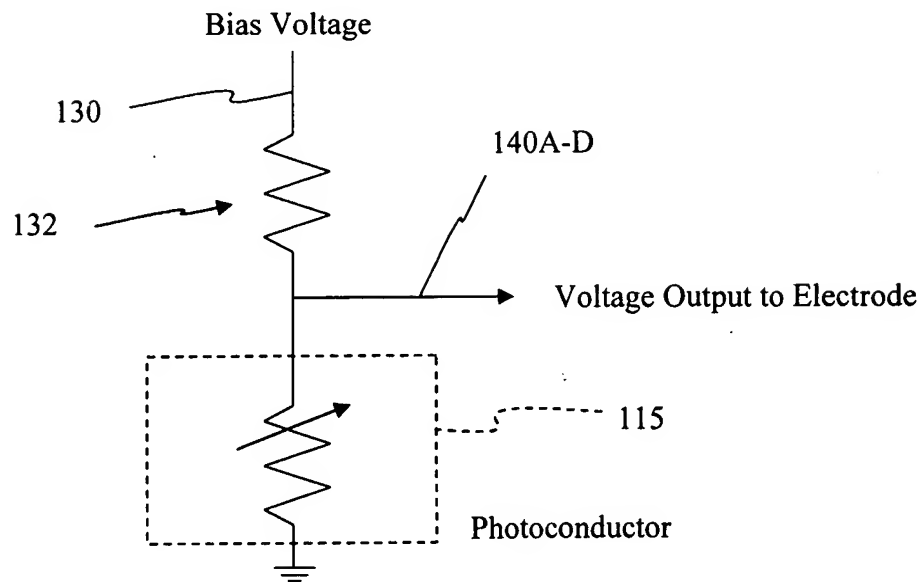 Bias Voltage
130
140A-D
132
Voltage Output to Electrode
115
Photoconductor